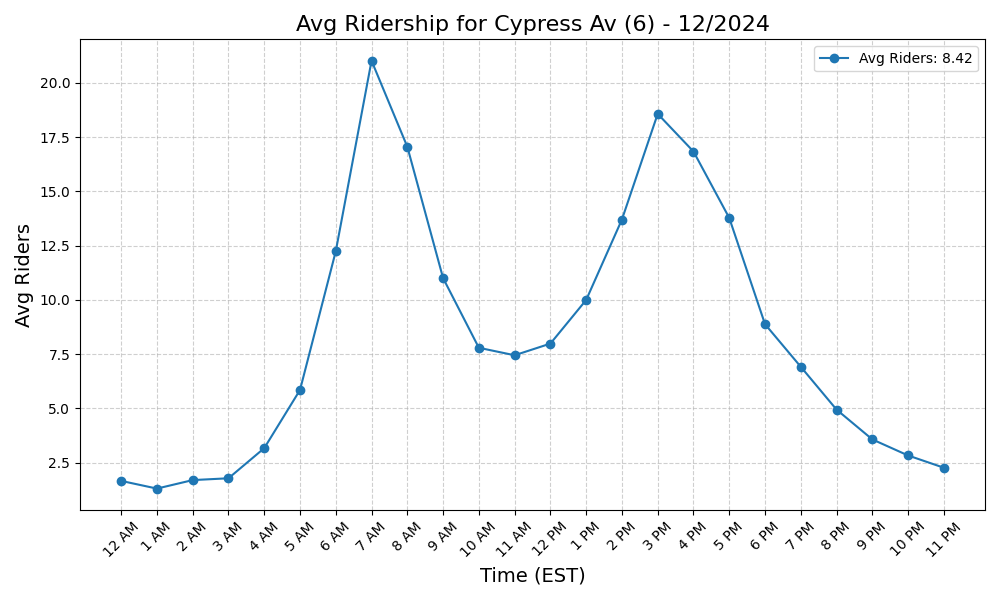 Avg Ridership for Cypress Av (6) - 12/2024
Avg Riders: 8.42
Avg Riders
20.0
17.5
15.0
12.5
10.0
7.5
5.0
2.5
12 AM
1 AM
2 AM
3 AM
4 AM
5 AM
6 AM
7 AM
8 AM
9 AM
10 AM
11 AM
12 PM
1 PM
2 PM
3 PM
4 PM
5 PM
6 PM
7 PM
8 PM
9 PM
10 PM
11 PM
Time (EST)